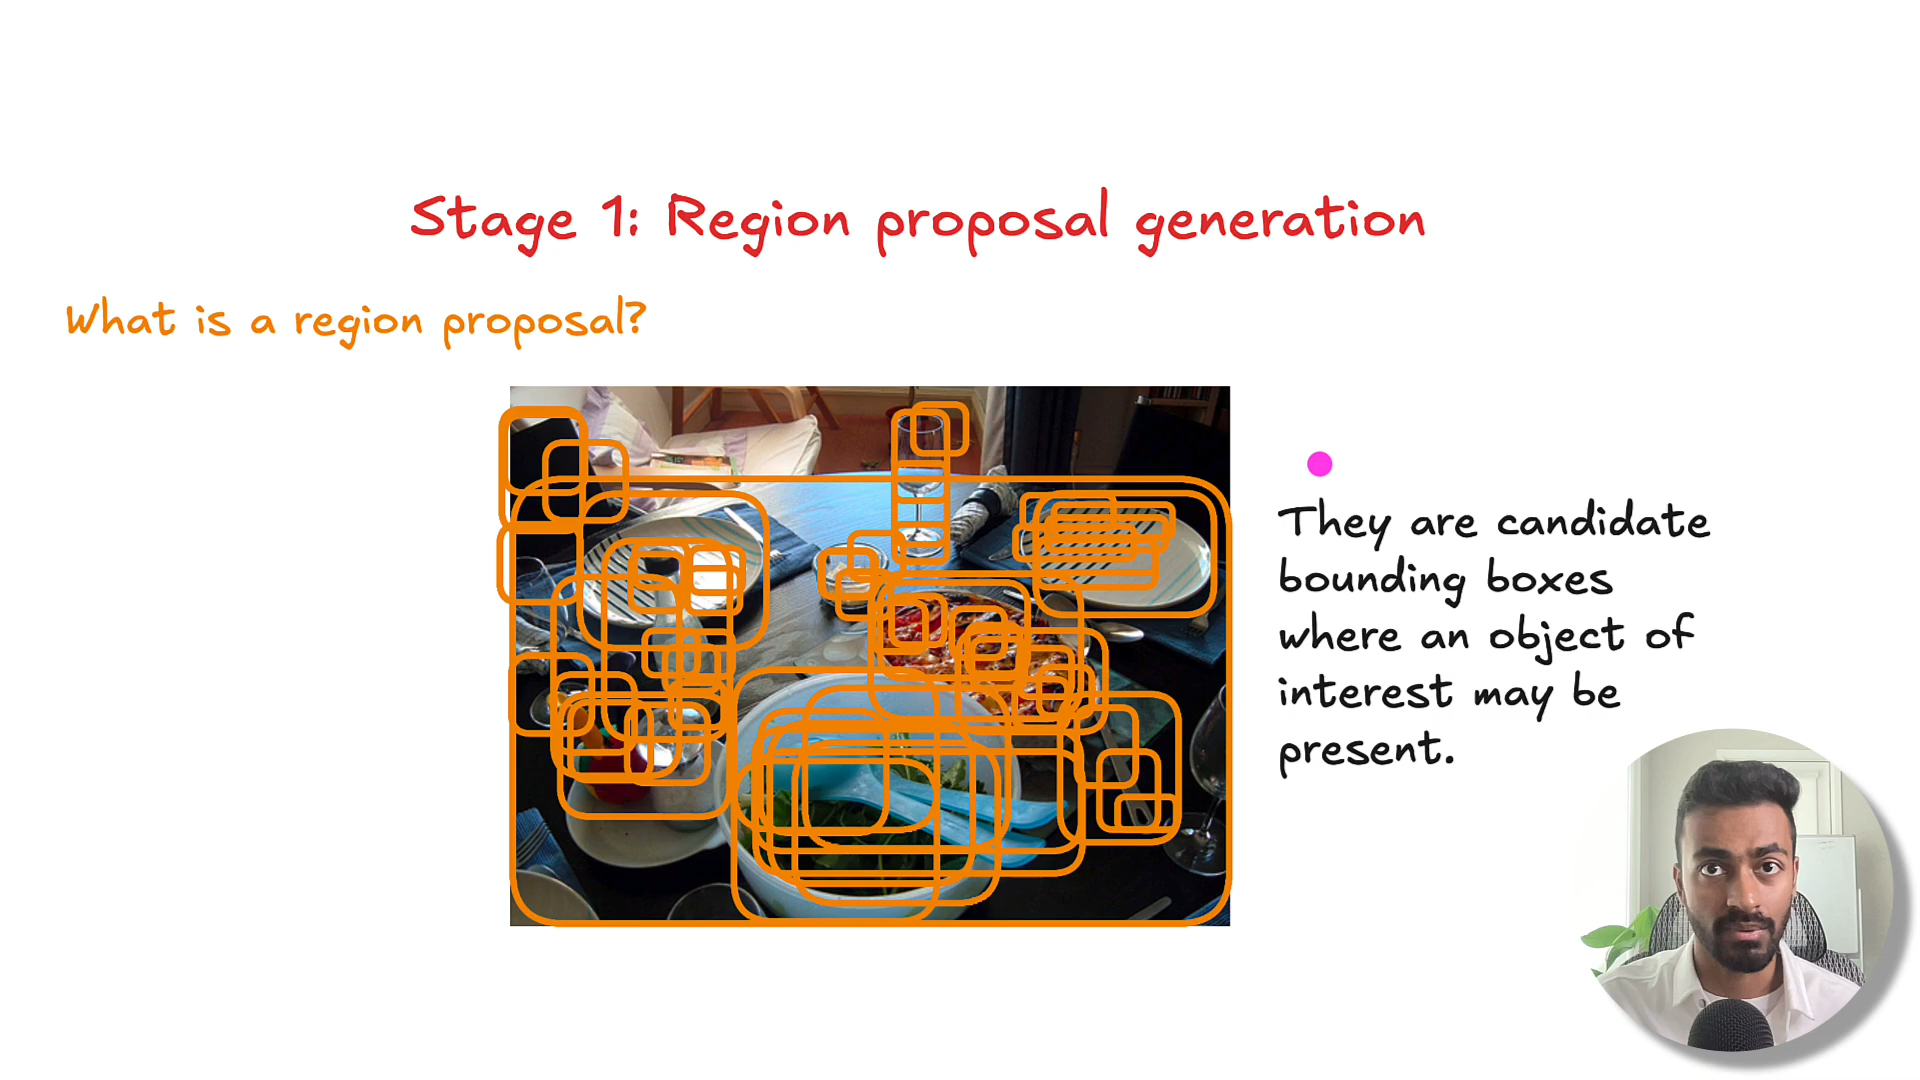 Stage 1: Region proposal generation
What is a region proposal?
They are candidate
bounding boxes
where an object of
interest may be
present.